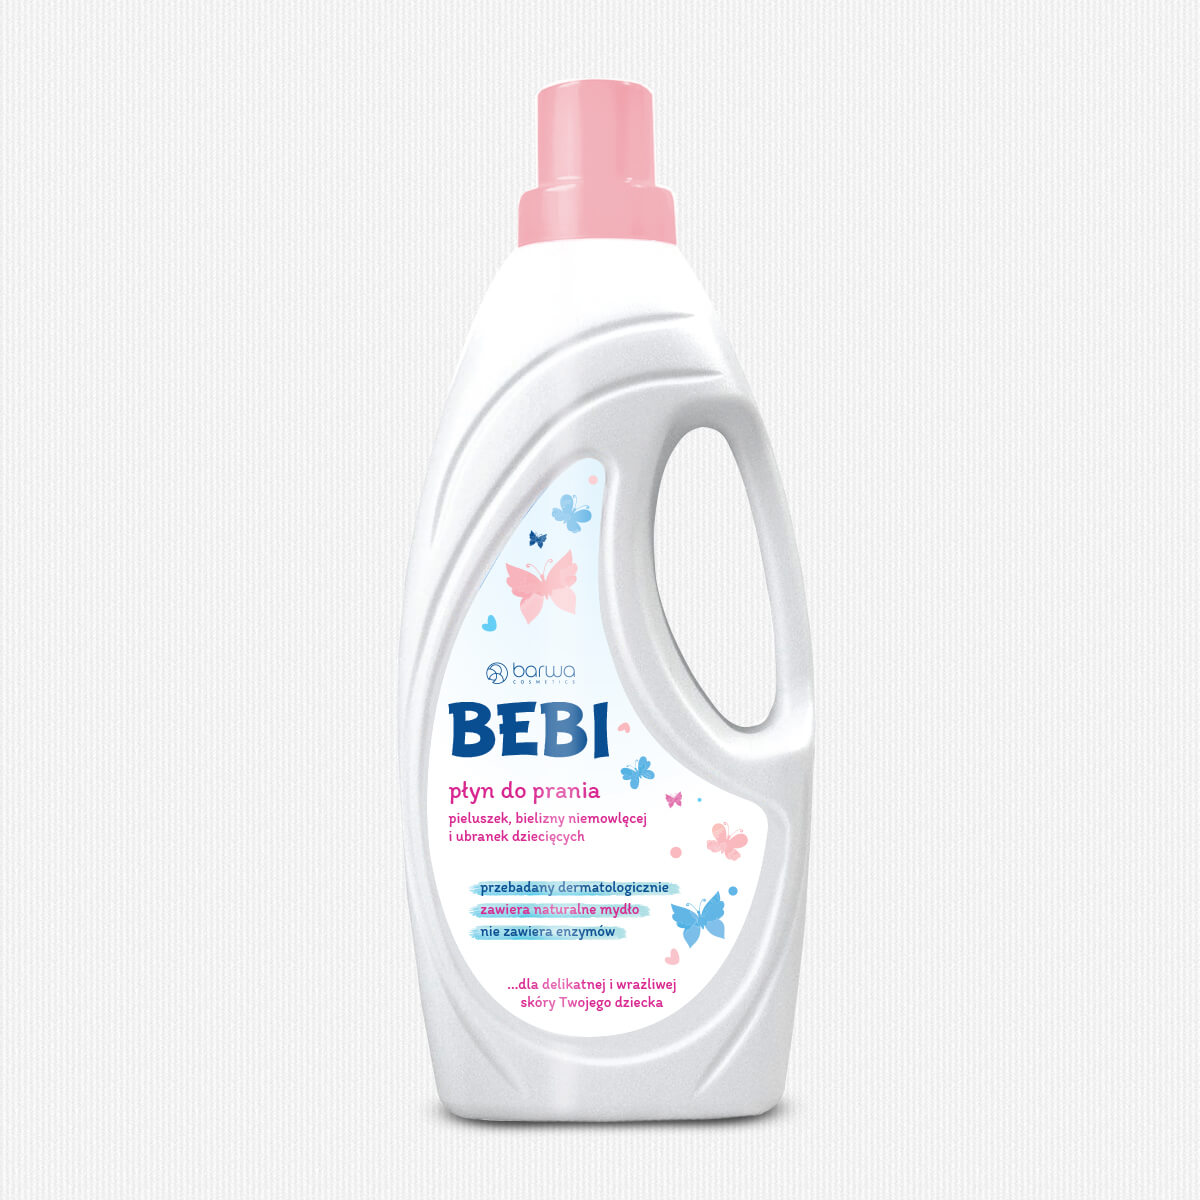 barwa
COSMETICS
BEBI
płyn do prania
pieluszek, bielizny niemowlęcej
i ubranek dziecięcych
przebadany dermatologicznie
zawiera naturalne mydło
nie zawiera enzymów
...dla delikatnej i wrażliwej
skóry Twojego dziecka